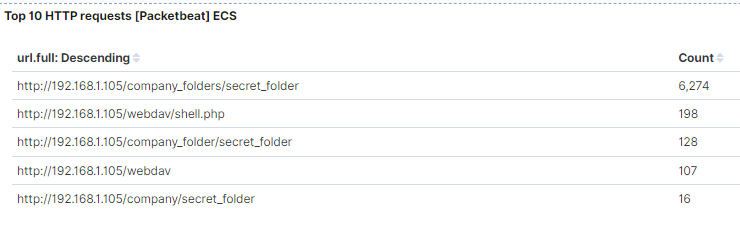 Top 10 HTTP requests [Packetbeat] ECS
url.full: Descending Count
http://192.168.1.105/company_folders/secret_folder 6,274
http://192.168.1.105/webdav/shell.php 198
http://192.168.1.105/company_folder/secret_folder 128
http://192.168.1.105/webdav 107
http://192.168.1.105/company/secret_folder 16